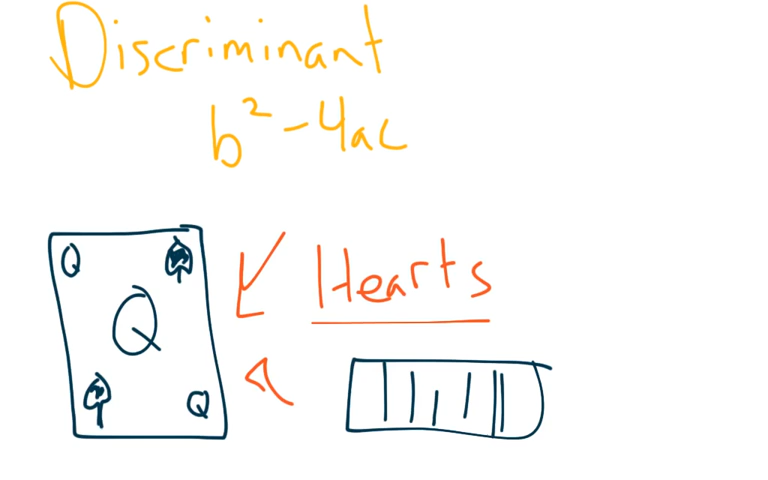 Discriminant
b² - 4ac
Q
Q
Hearts
Q